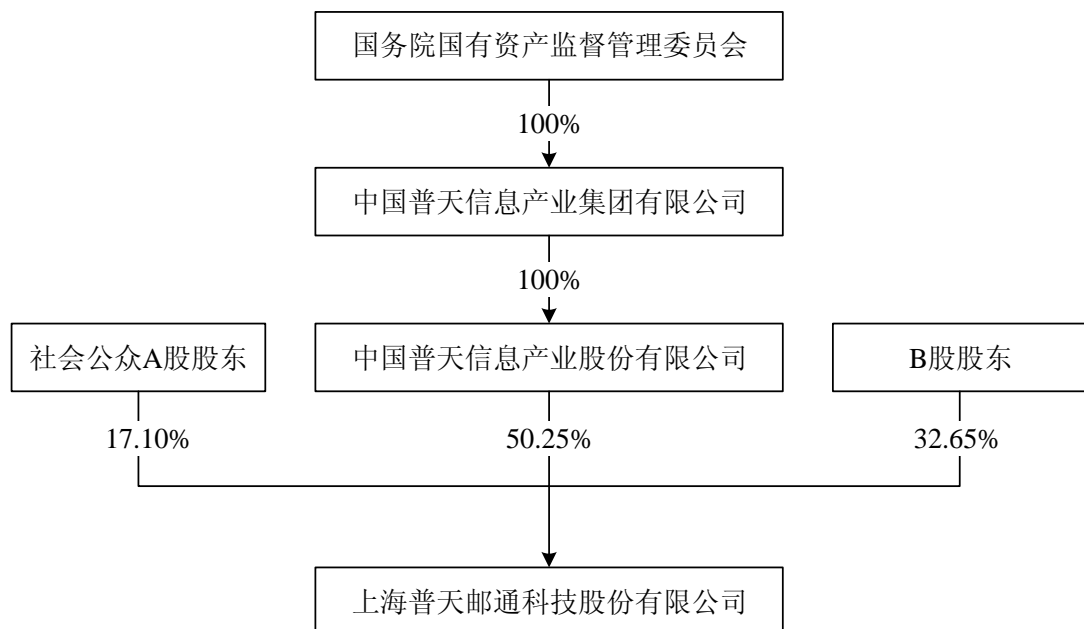 国务院国有资产监督管理委员会
100%
中国普天信息产业集团有限公司
100%
社会公众A股股东
中国普天信息产业股份有限公司
B股股东
17.10%
50.25%
32.65%
上海普天邮通科技股份有限公司